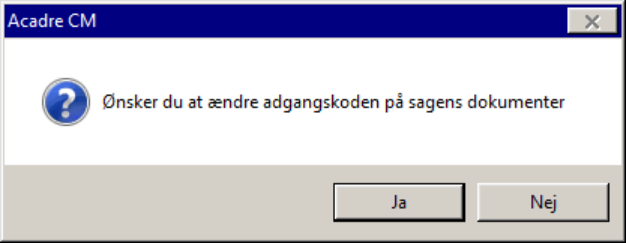 Acadre CM
Ønsker du at ændre adgangskoden på sagens dokumenter
Ja
Nej